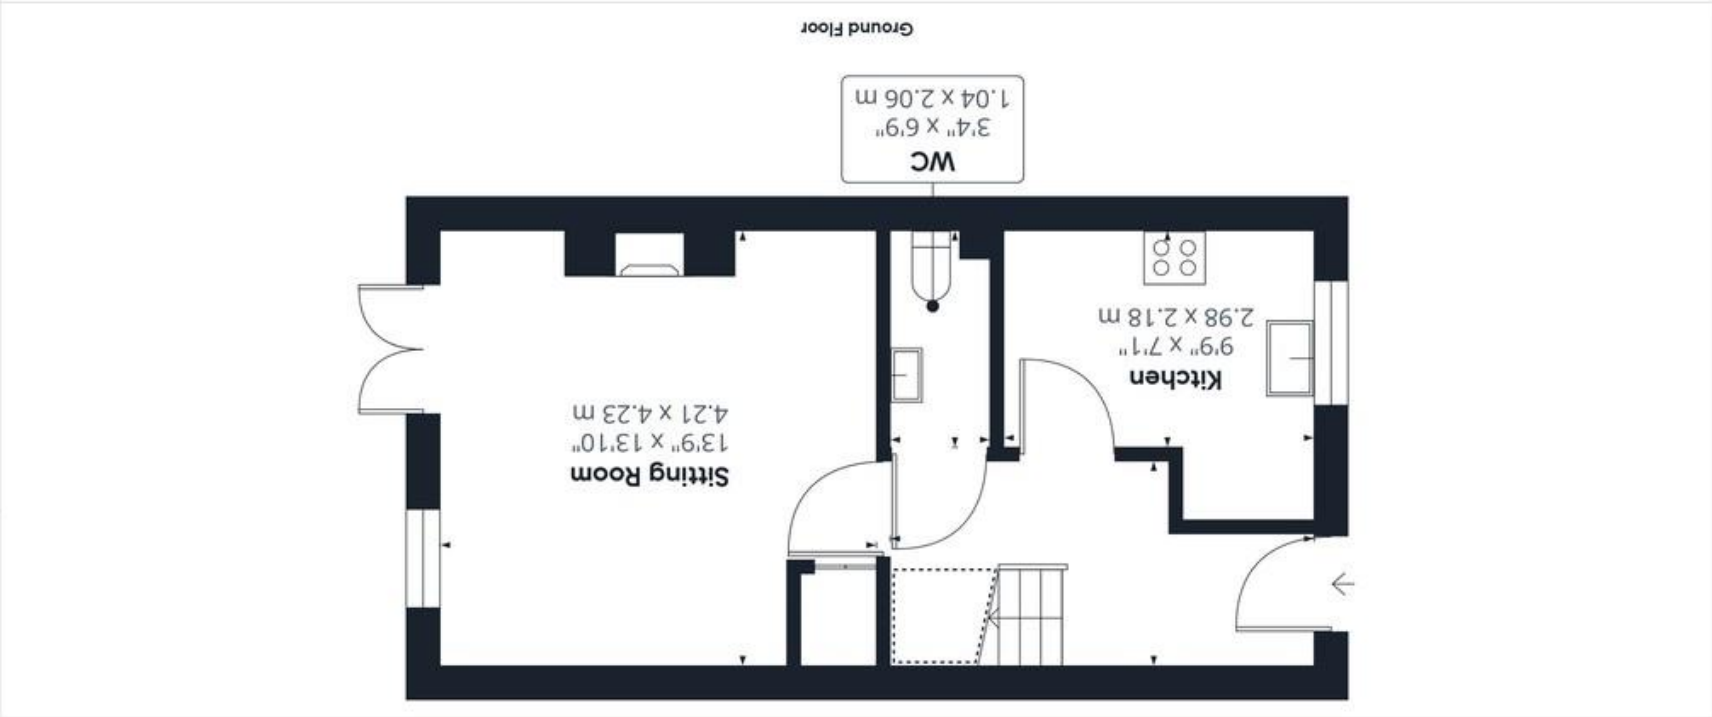 Sitting Room
13'9" x 13'10"
4.21 x 4.23 m
Kitchen
9'9" x 7'1"
2.98 x 2.18 m
WC
3'4" x 6'9"
1.04 x 2.06 m
Ground Floor